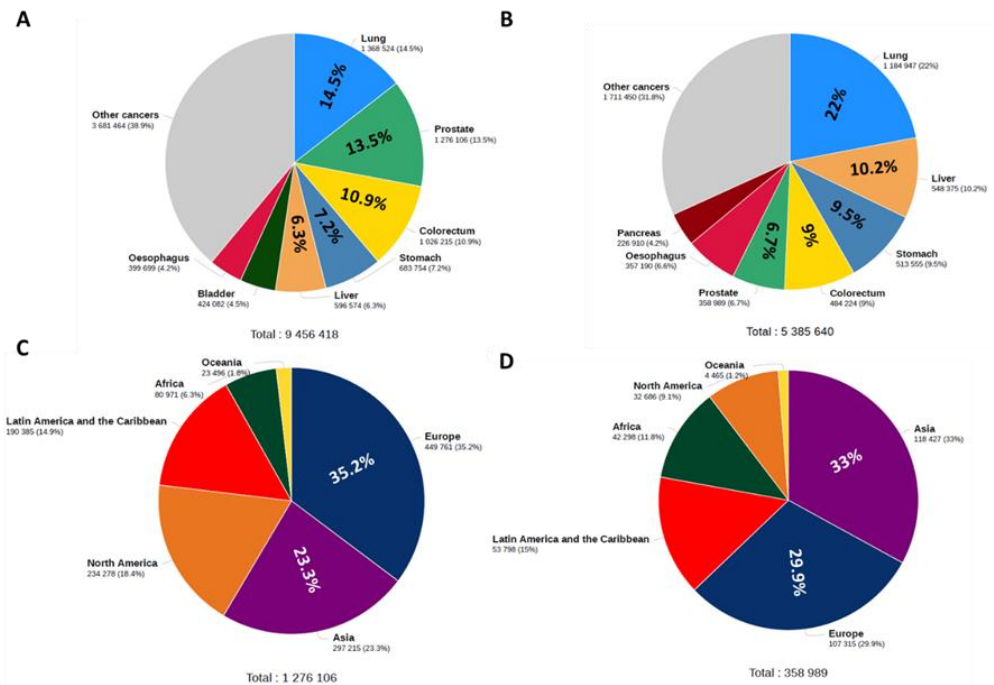 A
Lung
1 368 524 (14.5%)
14.5%
Prostate
1 276 106 (13.5%)
13.5%
Colorectum
1 026 215 (10.9%)
10.9%
Stomach
683 754 (7.2%)
7.2%
Liver
596 574 (6.3%)
6.3%
Bladder
424 082 (4.5%)
Oesophagus
399 699 (4.2%)
Other cancers
3 681 464 (38.9%)
Total : 9 456 418
B
Lung
1 184 947 (22%)
22%
Liver
548 375 (10.2%)
10.2%
Stomach
513 555 (9.5%)
9.5%
Colorectum
484 224 (9%)
9%
Prostate
358 989 (6.7%)
6.7%
Oesophagus
357 190 (6.6%)
Pancreas
226 910 (4.2%)
Other cancers
1 711 450 (31.8%)
Total : 5 385 640
C
Oceania
23 496 (1.8%)
Africa
80 971 (6.3%)
Latin America and the Caribbean
190 385 (14.9%)
North America
234 278 (18.4%)
Europe
449 761 (35.2%)
35.2%
Asia
297 215 (23.3%)
23.3%
Total : 1 276 106
D
Oceania
4 465 (1.2%)
North America
32 686 (9.1%)
Africa
42 298 (11.8%)
Latin America and the Caribbean
53 798 (15%)
Asia
118 427 (33%)
33%
Europe
107 315 (29.9%)
29.9%
Total : 358 989